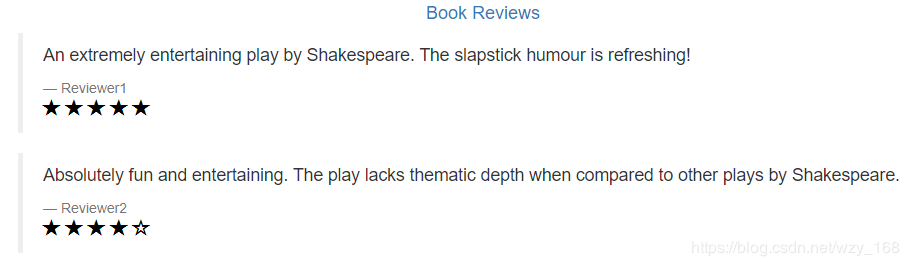 Book Reviews
An extremely entertaining play by Shakespeare. The slapstick humour is refreshing!
— Reviewer1
★★★★★
Absolutely fun and entertaining. The play lacks thematic depth when compared to other plays by Shakespeare.
— Reviewer2
★★★★☆
https://blog.csdn.net/wzy_168